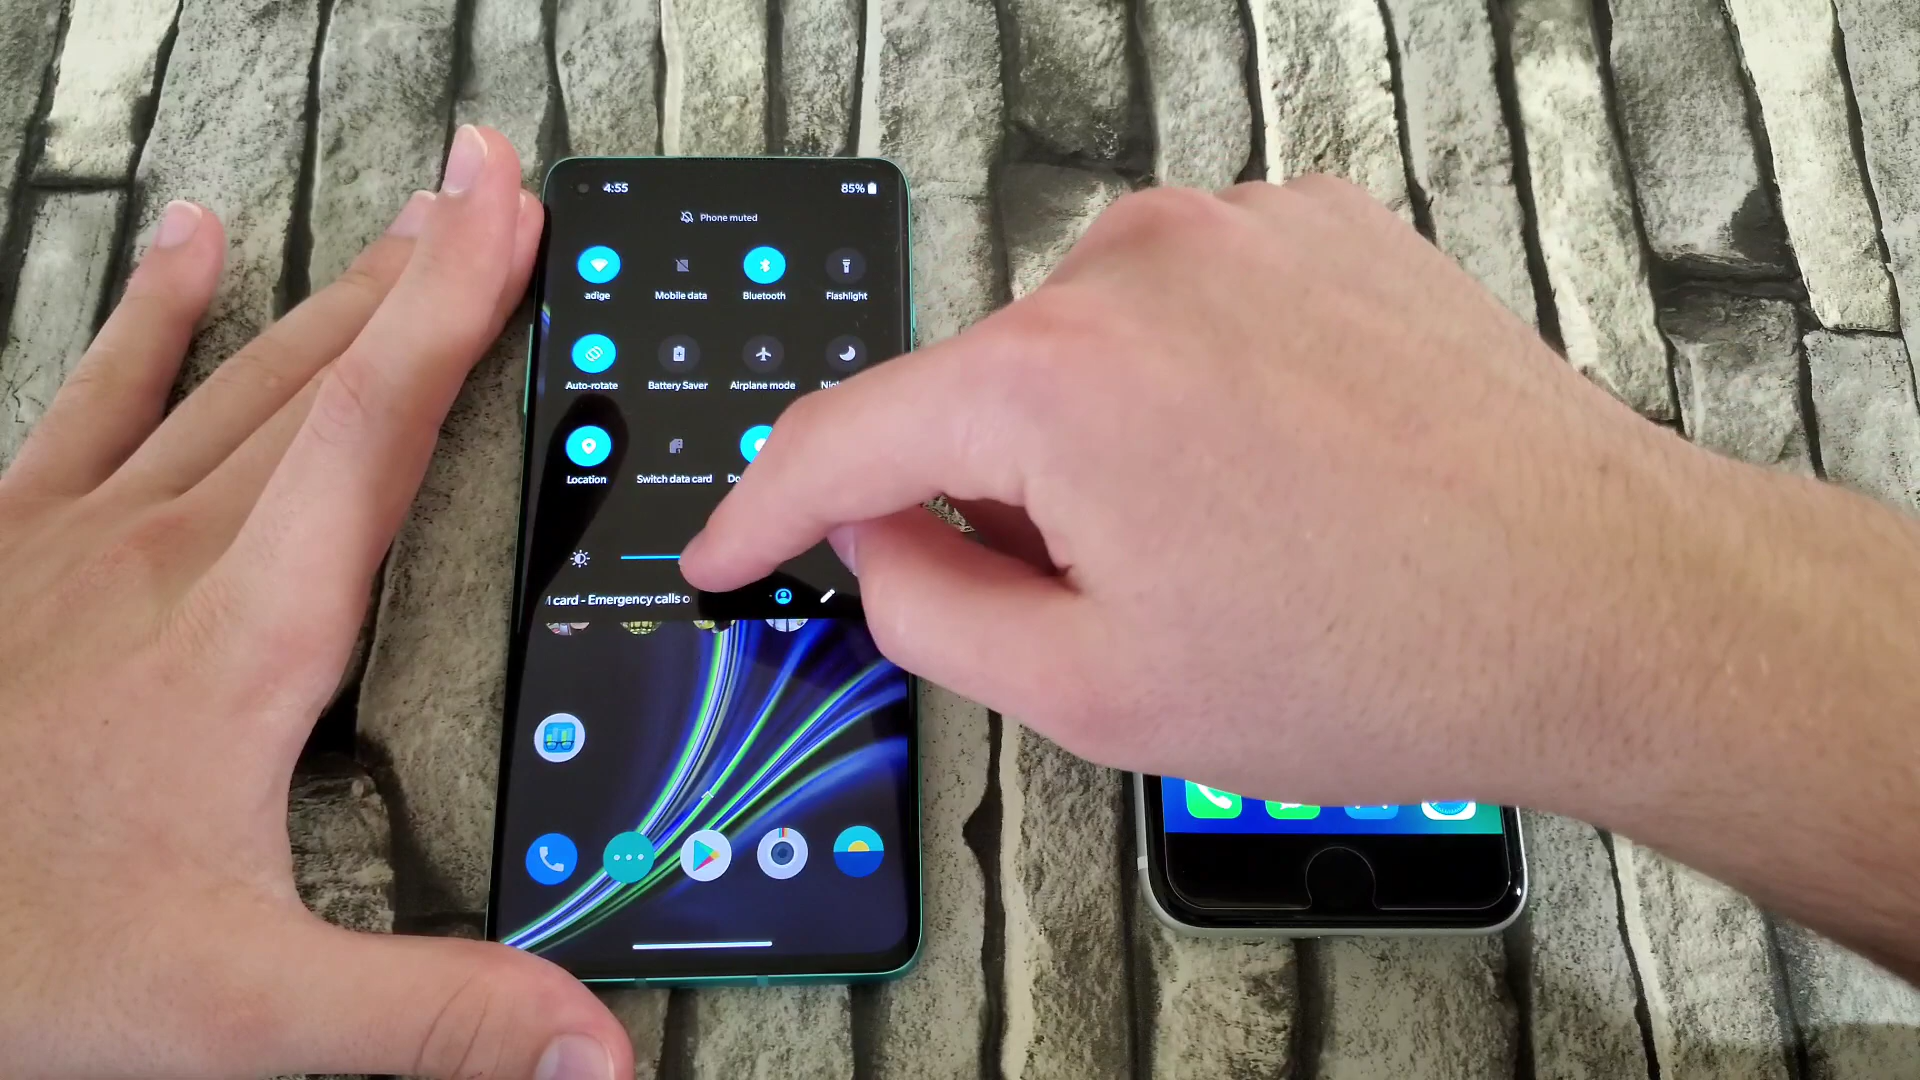 4:55
85%
Phone muted
adige
Mobile data
Bluetooth
Flashlight
Auto-rotate
Battery Saver
Airplane mode
Location
Switch data card
card - Emergency calls